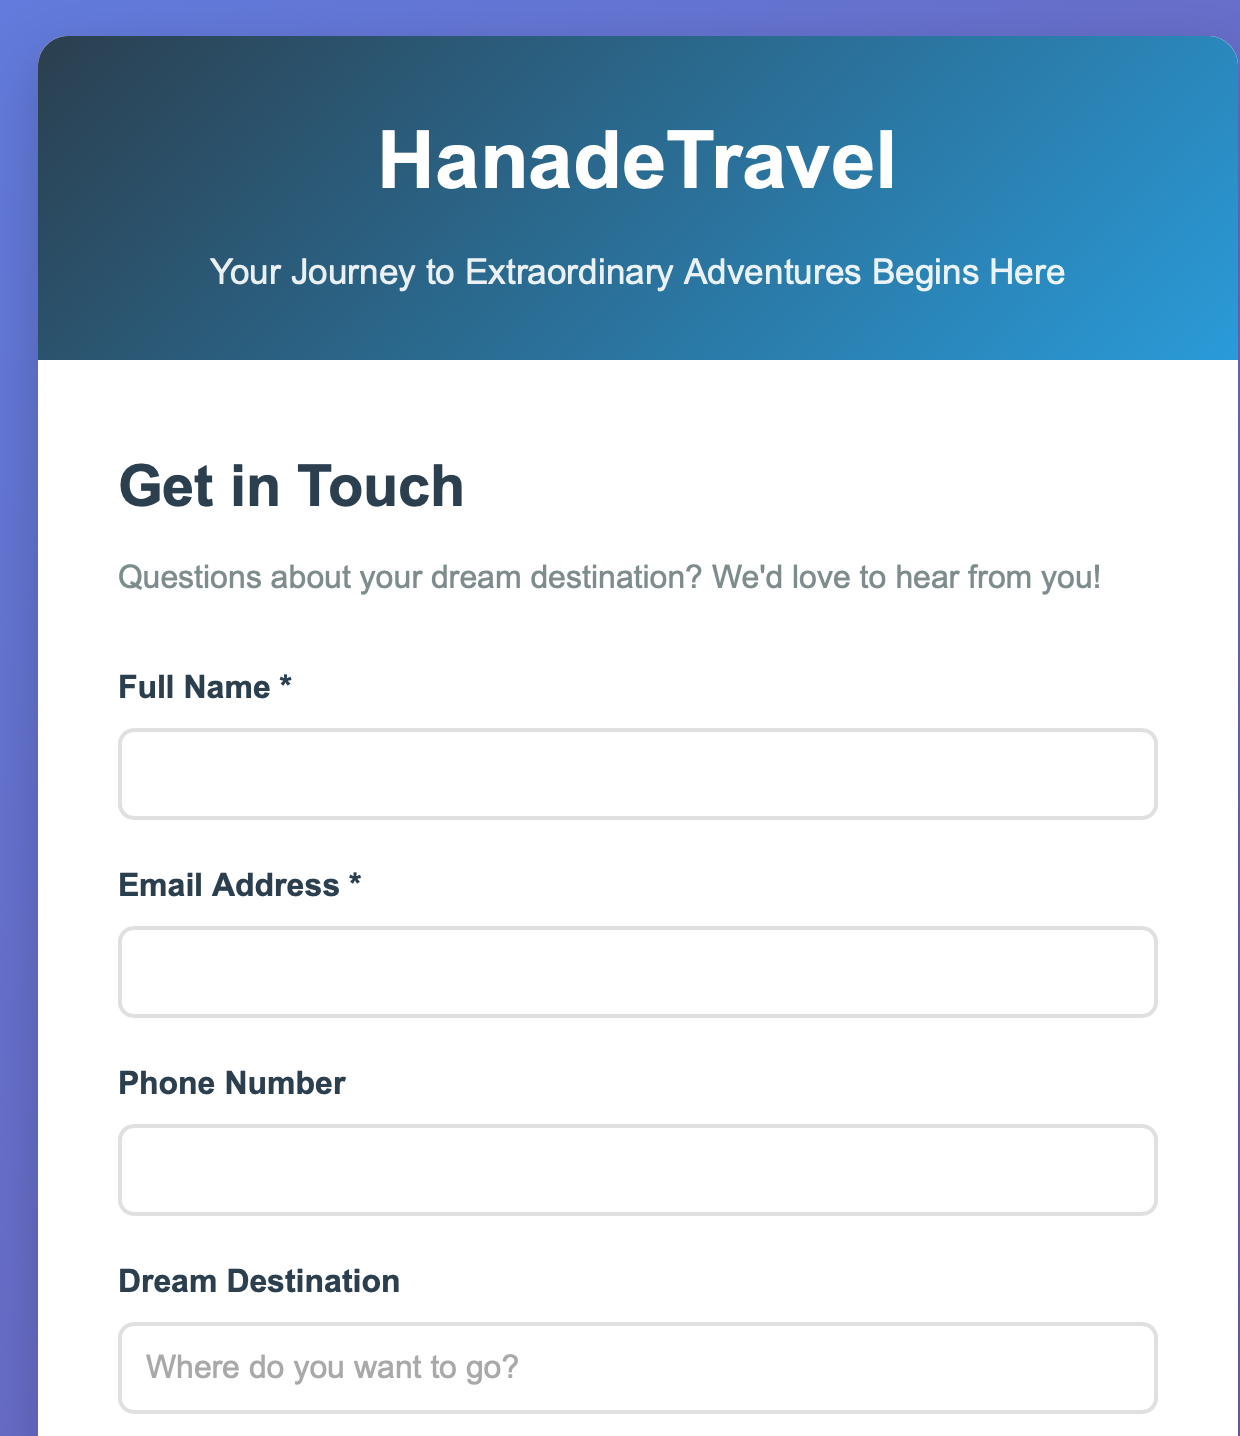 HanadeTravel
Your Journey to Extraordinary Adventures Begins Here
Get in Touch
Questions about your dream destination? We'd love to hear from you!
Full Name *
Email Address *
Phone Number
Dream Destination
Where do you want to go?